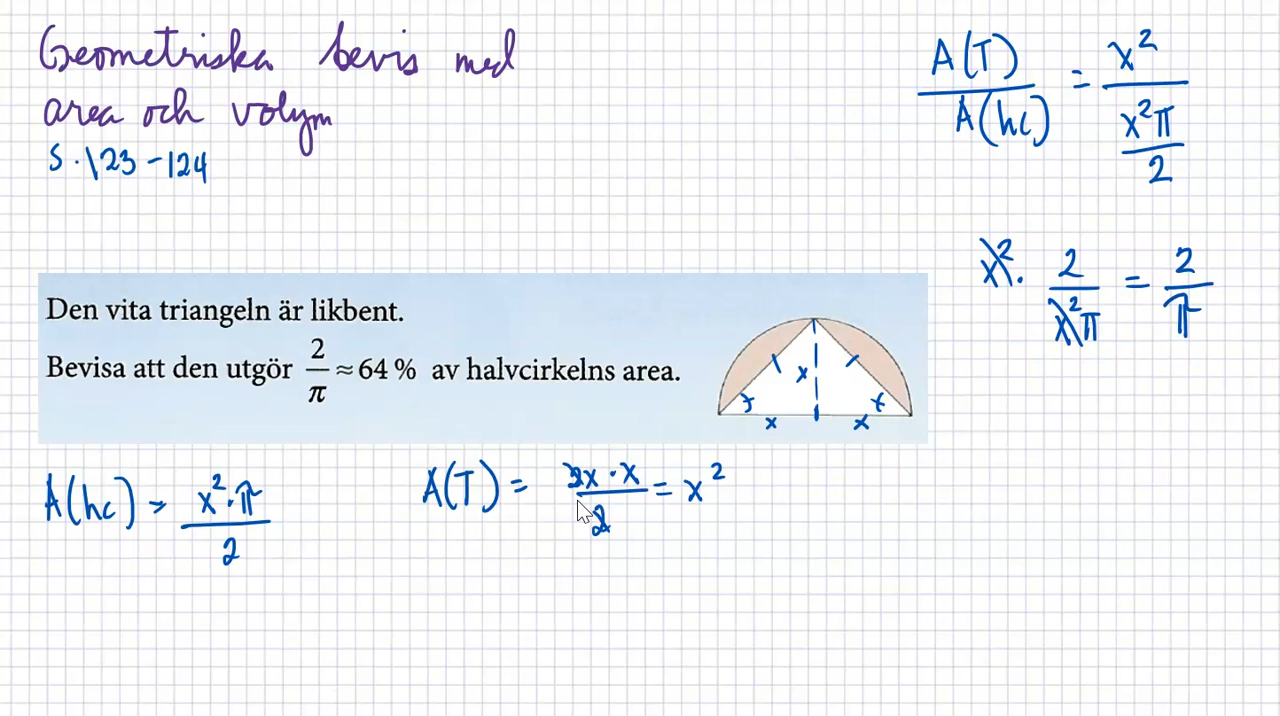 Geometriska bevis med
area och volym
s. 123-124
A(T)/A(hc) = x²/(x²π/2)
x² · 2/(x²π) = 2/π
Den vita triangeln är likbent.
Bevisa att den utgör 2/π ≈ 64 % av halvcirkelns area.
x
x x
A(hc) = x²·π/2
A(T) = 2x·x/2 = x²